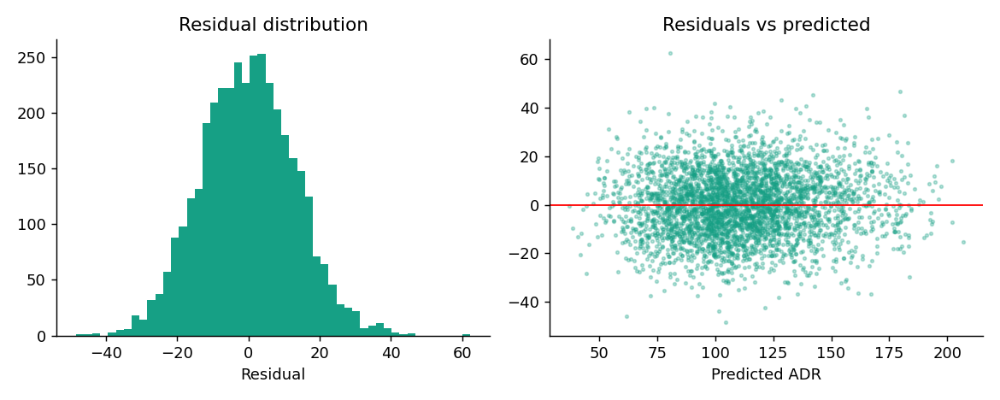 Residual distribution
250
200
150
100
50
0
−40 −20 0 20 40 60
Residual
Residuals vs predicted
60
40
20
0
−20
−40
50 75 100 125 150 175 200
Predicted ADR